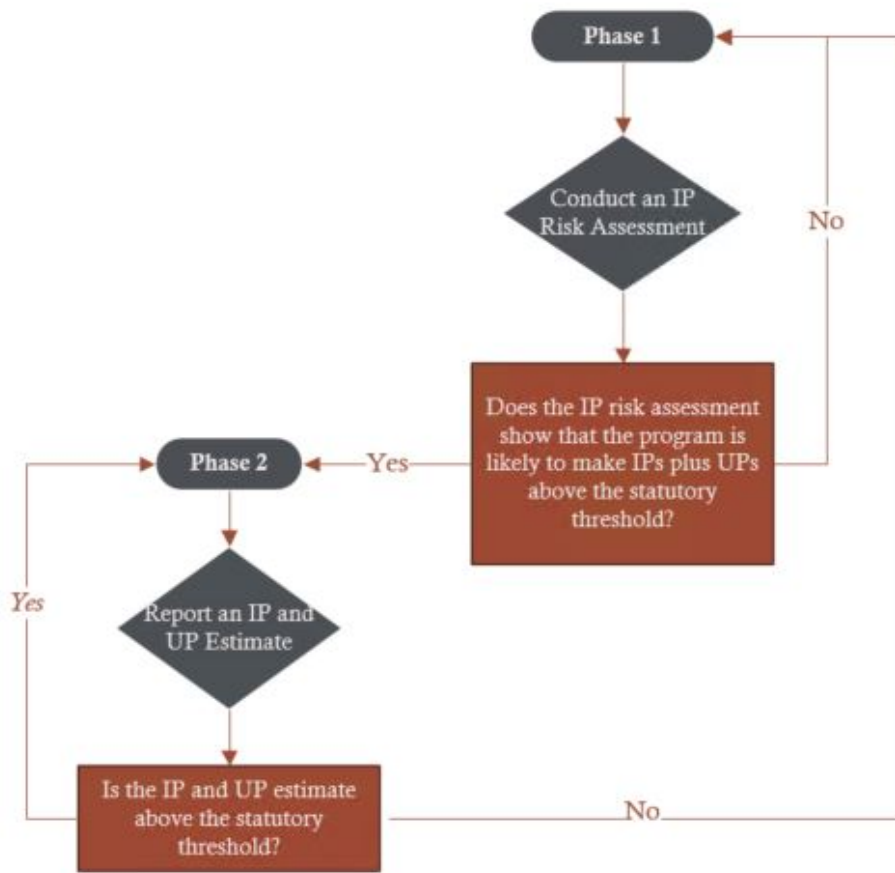 Phase 1
Conduct an IP
Risk Assessment
No
Does the IP risk assessment
show that the program is
likely to make IPs plus UPs
above the statutory
threshold?
Yes
Phase 2
Yes
Report an IP and
UP Estimate
Is the IP and UP estimate
above the statutory
threshold?
No